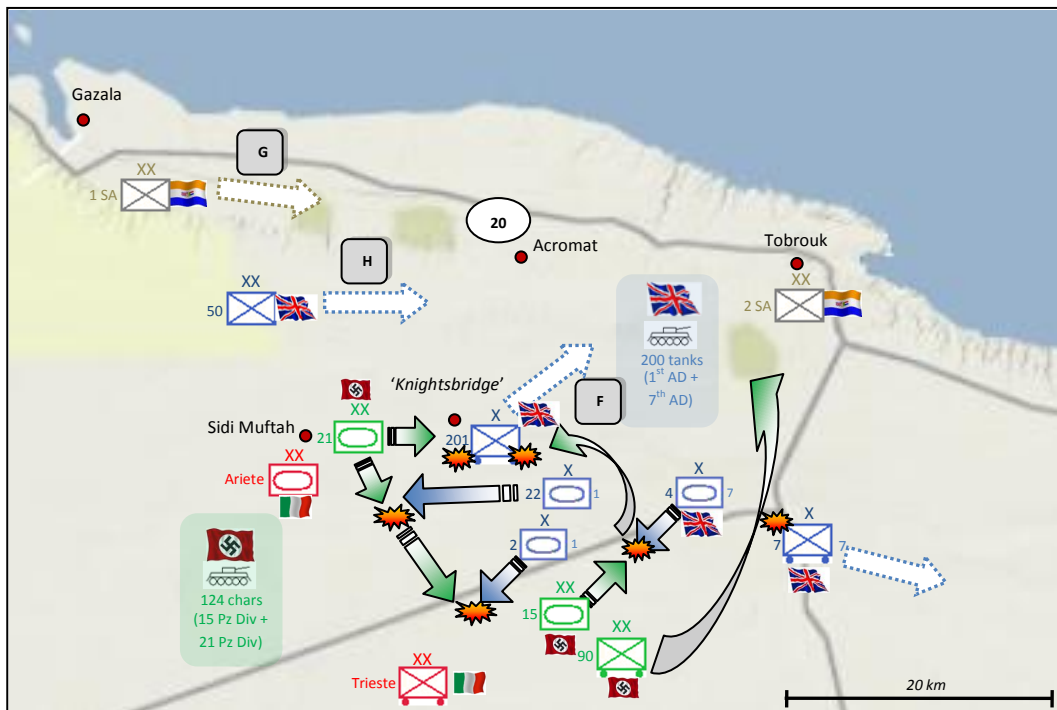 Gazala
G
XX
1 SA
20
Acromat
Tobrouk
XX
2 SA
H
XX
50
200 tanks
(1st AD +
7th AD)
F
'Knightsbridge'
X
201
Sidi Muftah
XX
21
XX
Ariete
X
22
1
X
4
7
X
2
1
X
7
7
124 chars
(15 Pz Div +
21 Pz Div)
XX
15
XX
90
XX
Trieste
20 km